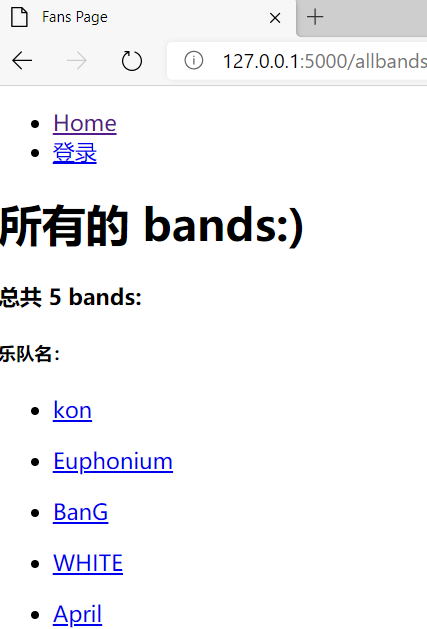 Fans Page
127.0.0.1:5000/allbands
Home
登录
所有的 bands:)
总共 5 bands:
乐队名:
kon
Euphonium
BanG
WHITE
April